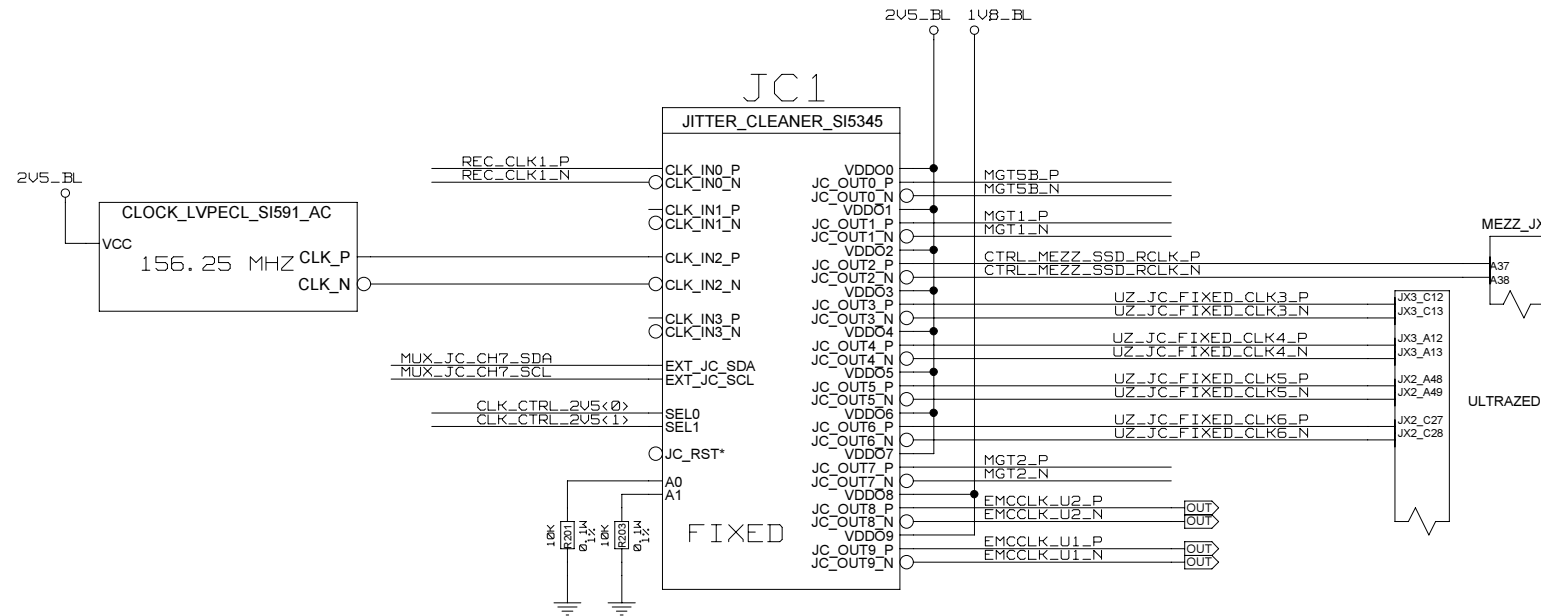 2V5_BL 1V8_BL
JC1
JITTER_CLEANER_SI5345
2V5_BL
CLOCK_LVPECL_SI591_AC
VCC
156.25 MHZ
CLK_P
CLK_N
REC_CLK1_P
REC_CLK1_N
MUX_JC_CH7_SDA
MUX_JC_CH7_SCL
CLK_CTRL_2V5<0>
CLK_CTRL_2V5<1>
CLK_IN0_P
CLK_IN0_N
CLK_IN1_P
CLK_IN1_N
CLK_IN2_P
CLK_IN2_N
CLK_IN3_P
CLK_IN3_N
EXT_JC_SDA
EXT_JC_SCL
SEL0
SEL1
JC_RST*
A0
A1
FIXED
10K
R201
0.1W
1%
10K
R203
0.1W
1%
VDDO0
JC_OUT0_P
JC_OUT0_N
VDDO1
JC_OUT1_P
JC_OUT1_N
VDDO2
JC_OUT2_P
JC_OUT2_N
VDDO3
JC_OUT3_P
JC_OUT3_N
VDDO4
JC_OUT4_P
JC_OUT4_N
VDDO5
JC_OUT5_P
JC_OUT5_N
VDDO6
JC_OUT6_P
JC_OUT6_N
VDDO7
JC_OUT7_P
JC_OUT7_N
VDDO8
JC_OUT8_P
JC_OUT8_N
VDDO9
JC_OUT9_P
JC_OUT9_N
MGT5B_P
MGT5B_N
MGT1_P
MGT1_N
CTRL_MEZZ_SSD_RCLK_P
CTRL_MEZZ_SSD_RCLK_N
UZ_JC_FIXED_CLK3_P
UZ_JC_FIXED_CLK3_N
UZ_JC_FIXED_CLK4_P
UZ_JC_FIXED_CLK4_N
UZ_JC_FIXED_CLK5_P
UZ_JC_FIXED_CLK5_N
UZ_JC_FIXED_CLK6_P
UZ_JC_FIXED_CLK6_N
MGT2_P
MGT2_N
EMCCLK_U2_P OUT
EMCCLK_U2_N OUT
EMCCLK_U1_P OUT
EMCCLK_U1_N OUT
MEZZ_JX
A37
A38
JX3_C12
JX3_C13
JX3_A12
JX3_A13
JX2_A48
JX2_A49
JX2_C27
JX2_C28
ULTRAZED